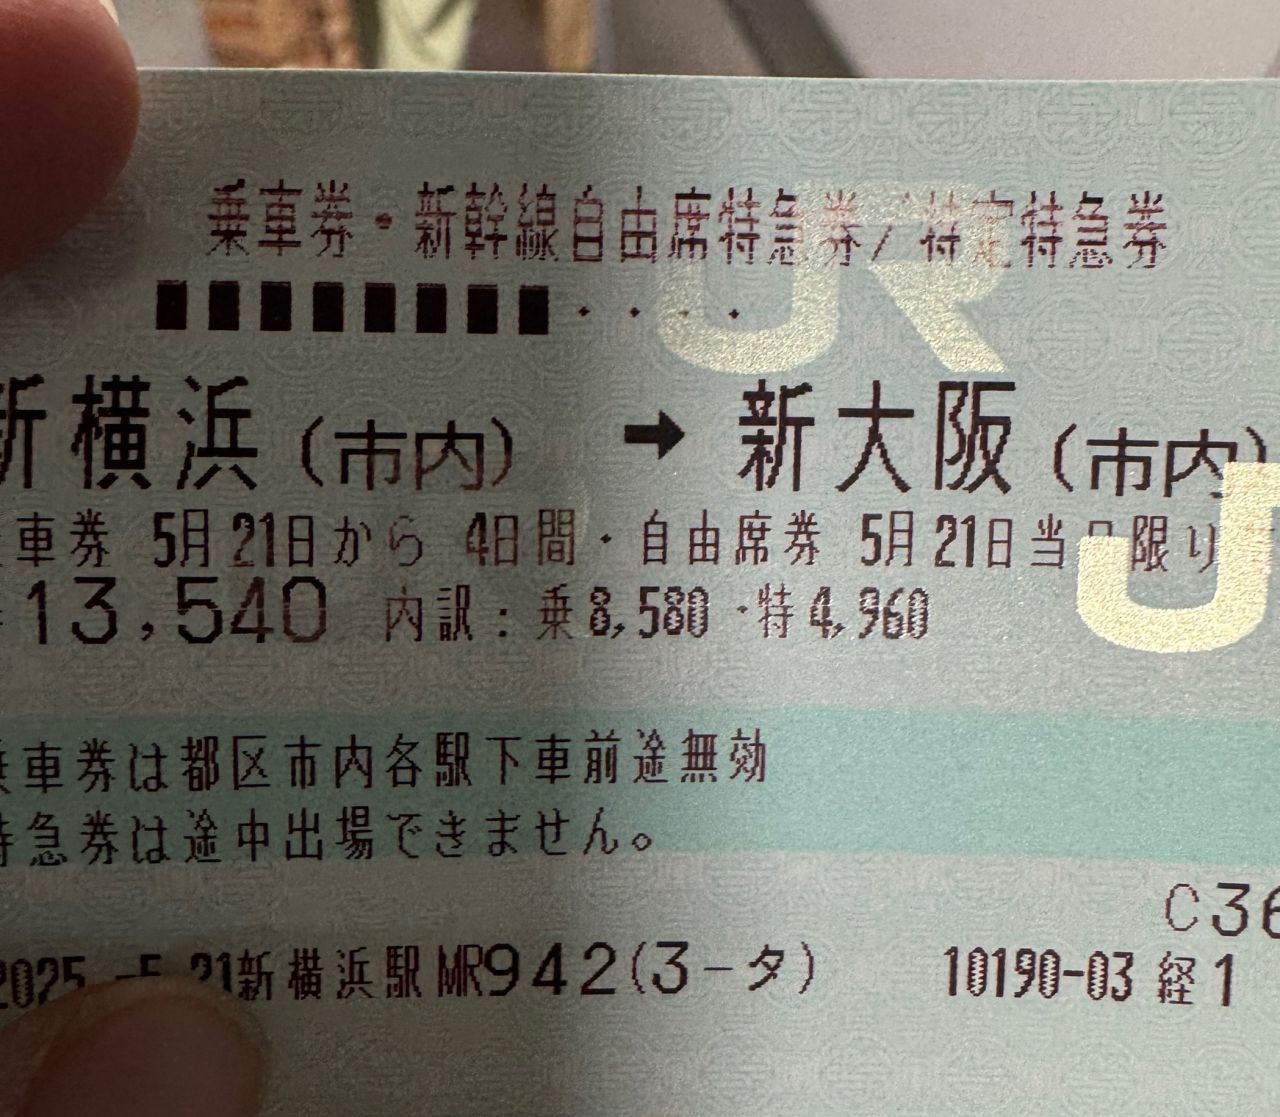 乗車券・新幹線自由席特急券/特定特急券
■■■■■■■■・・・・
新横浜(市内) ➡ 新大阪(市内)
車券 5月21日から 4日間・自由席券 5月21日当日限り
13,540 内訳:乗8,580・特4,960
乗車券は都区市内各駅下車前途無効
特急券は途中出場できません。
C36
2025.-5.21新横浜駅MR942(3-タ) 10190-03 経1
JR
J